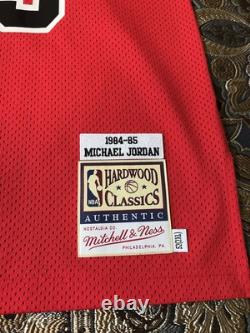 1984-85
MICHAEL JORDAN
HARDWOOD
NBA
CLASSICS
AUTHENTIC
NOSTALGIA CO.
Mitchell & Ness
PHILADELPHIA, PA.